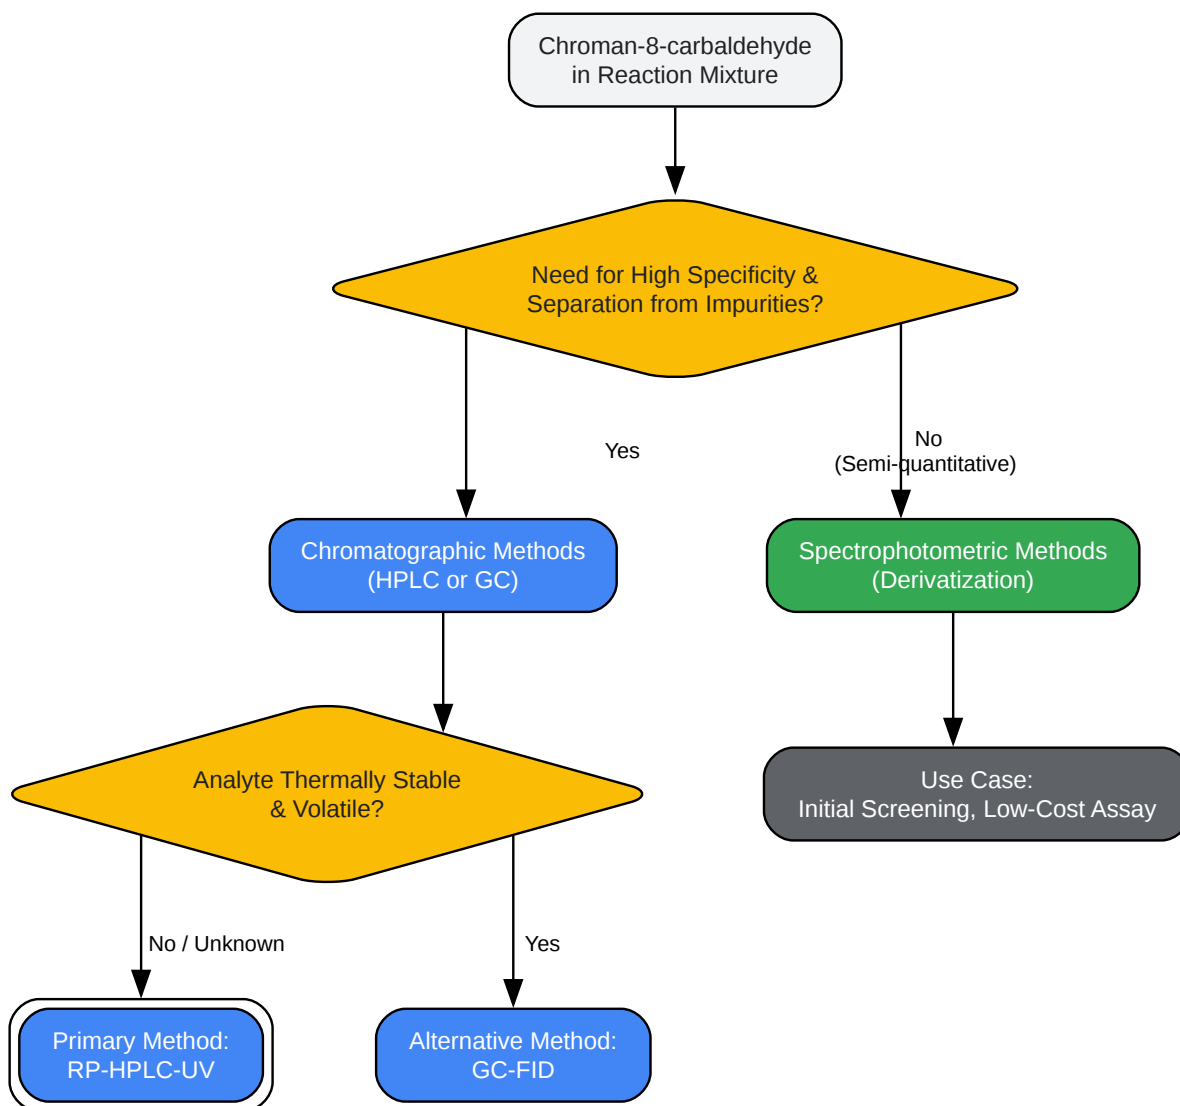 Chroman-8-carbaldehyde
in Reaction Mixture
Need for High Specificity &
Separation from Impurities?
Yes
No
(Semi-quantitative)
Chromatographic Methods
(HPLC or GC)
Spectrophotometric Methods
(Derivatization)
Analyte Thermally Stable
& Volatile?
Use Case:
Initial Screening, Low-Cost Assay
No / Unknown
Yes
Primary Method:
RP-HPLC-UV
Alternative Method:
GC-FID